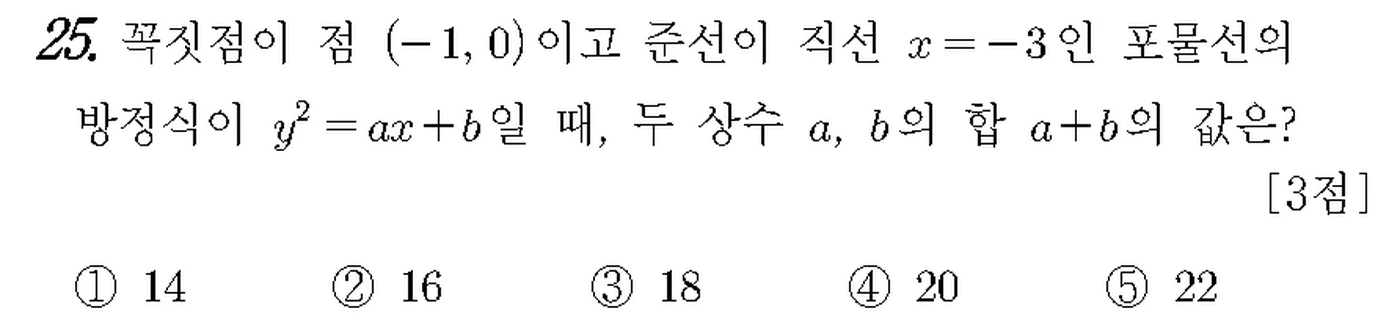 25. 꼭짓점이 점 (−1, 0)이고 준선이 직선 x=−3인 포물선의
방정식이 y²=ax+b일 때, 두 상수 a, b의 합 a+b의 값은?
[3점]
① 14 ② 16 ③ 18 ④ 20 ⑤ 22